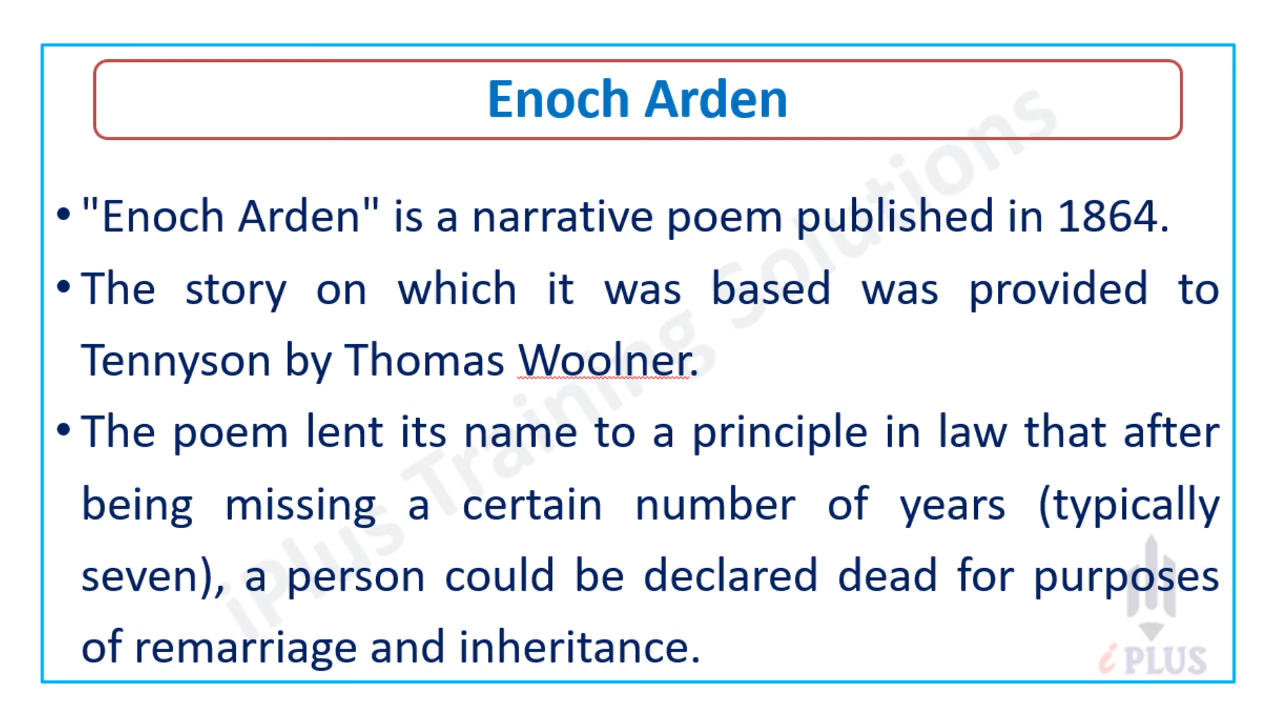 Enoch Arden
• "Enoch Arden" is a narrative poem published in 1864.
• The story on which it was based was provided to
Tennyson by Thomas Woolner.
• The poem lent its name to a principle in law that after
being missing a certain number of years (typically
seven), a person could be declared dead for purposes
of remarriage and inheritance.
iPlus Training Solutions
i PLUS